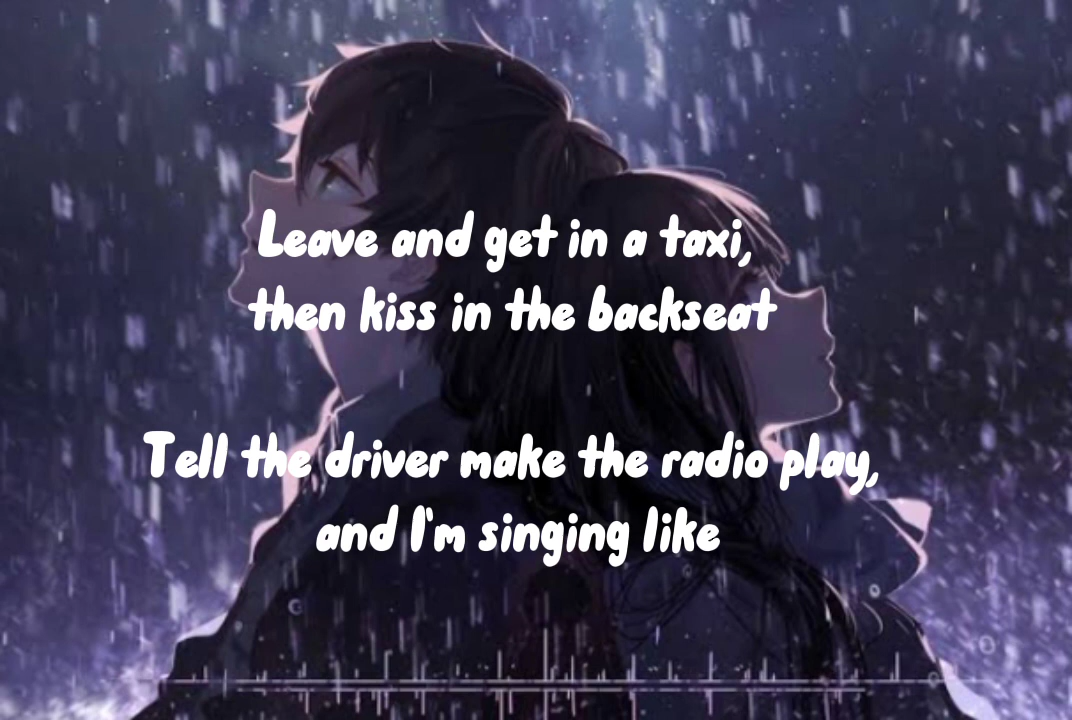 Leave and get in a taxi,
then kiss in the backseat
Tell the driver make the radio play,
and I'm singing like